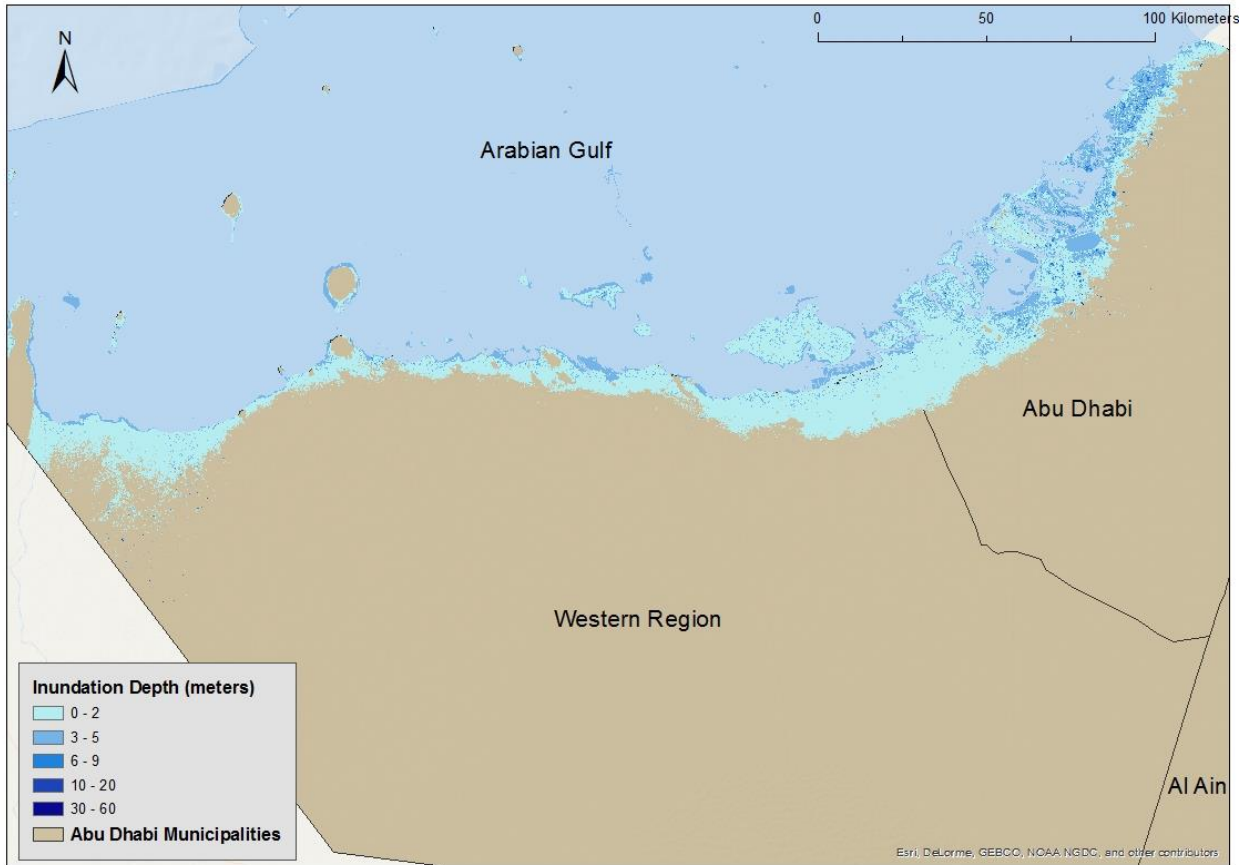 N
0 50 100 Kilometers
Arabian Gulf
Abu Dhabi
Western Region
Al Ain
Inundation Depth (meters)
0 - 2
3 - 5
6 - 9
10 - 20
30 - 60
Abu Dhabi Municipalities
Esri, DeLorme, GEBCO, NOAA NGDC, and other contributors